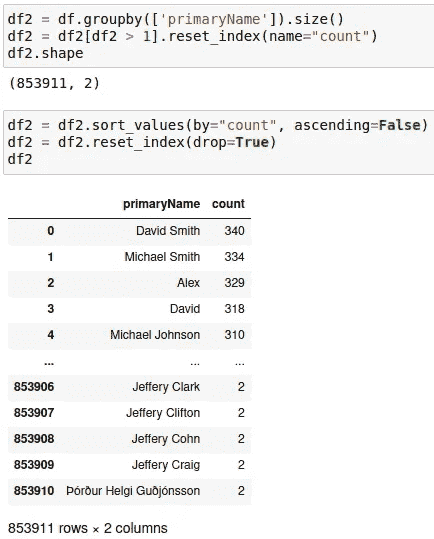 df2 = df.groupby(['primaryName']).size()
df2 = df2[df2 > 1].reset_index(name="count")
df2.shape
(853911, 2)
df2 = df2.sort_values(by="count", ascending=False)
df2 = df2.reset_index(drop=True)
df2
primaryName count
0 David Smith 340
1 Michael Smith 334
2 Alex 329
3 David 318
4 Michael Johnson 310
... ... ...
853906 Jeffery Clark 2
853907 Jeffery Clifton 2
853908 Jeffery Cohn 2
853909 Jeffery Craig 2
853910 Þórður Helgi Guðjónsson 2
853911 rows × 2 columns